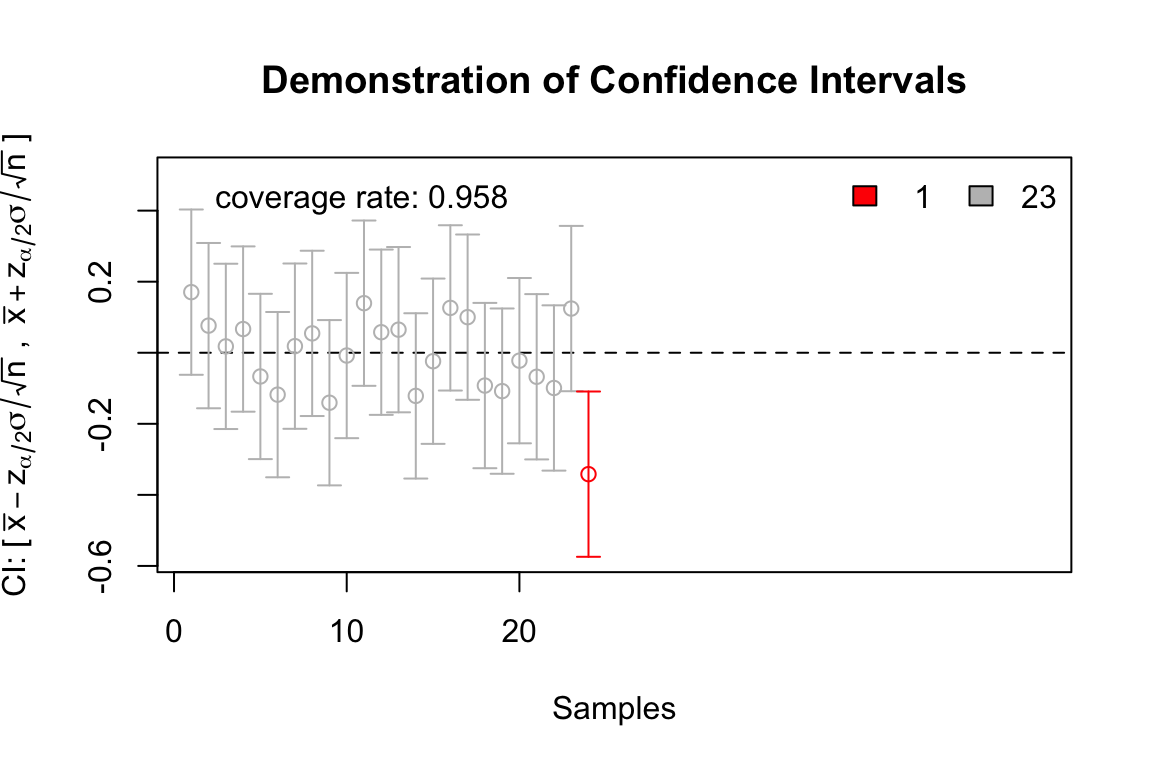 Demonstration of Confidence Intervals
CI: [ x̅ − z_{α/2}σ/√n , x̅ + z_{α/2}σ/√n ]
coverage rate: 0.958
1
23
0.2
-0.2
-0.6
0
10
20
Samples